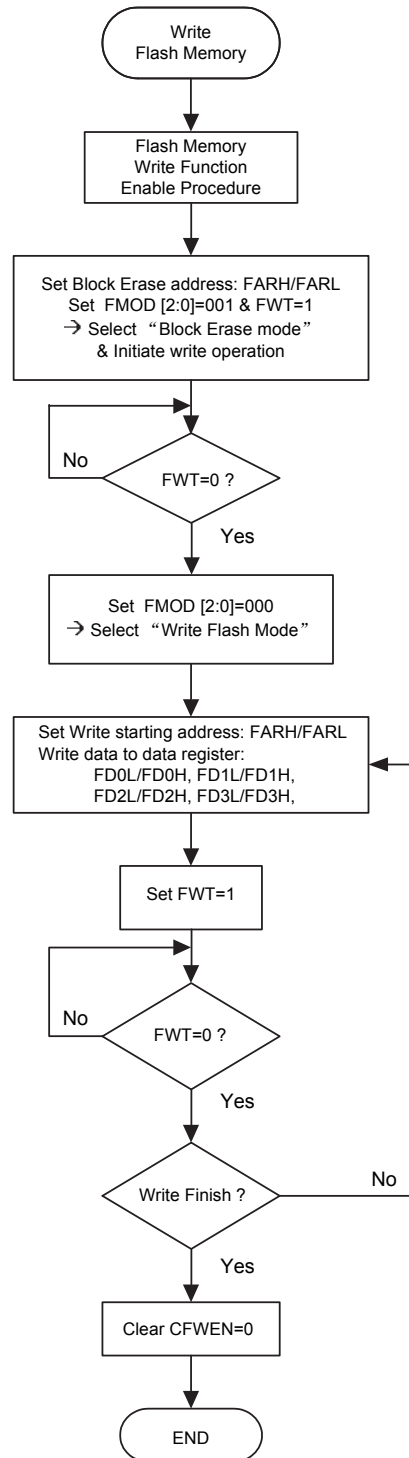 Write
Flash Memory
Flash Memory
Write Function
Enable Procedure
Set Block Erase address: FARH/FARL
Set FMOD [2:0]=001 & FWT=1
→ Select “Block Erase mode”
& Initiate write operation
No
FWT=0 ?
Yes
Set FMOD [2:0]=000
→ Select “Write Flash Mode”
Set Write starting address: FARH/FARL
Write data to data register:
FD0L/FD0H, FD1L/FD1H,
FD2L/FD2H, FD3L/FD3H,
Set FWT=1
No
FWT=0 ?
Yes
Write Finish ?
No
Yes
Clear CFWEN=0
END